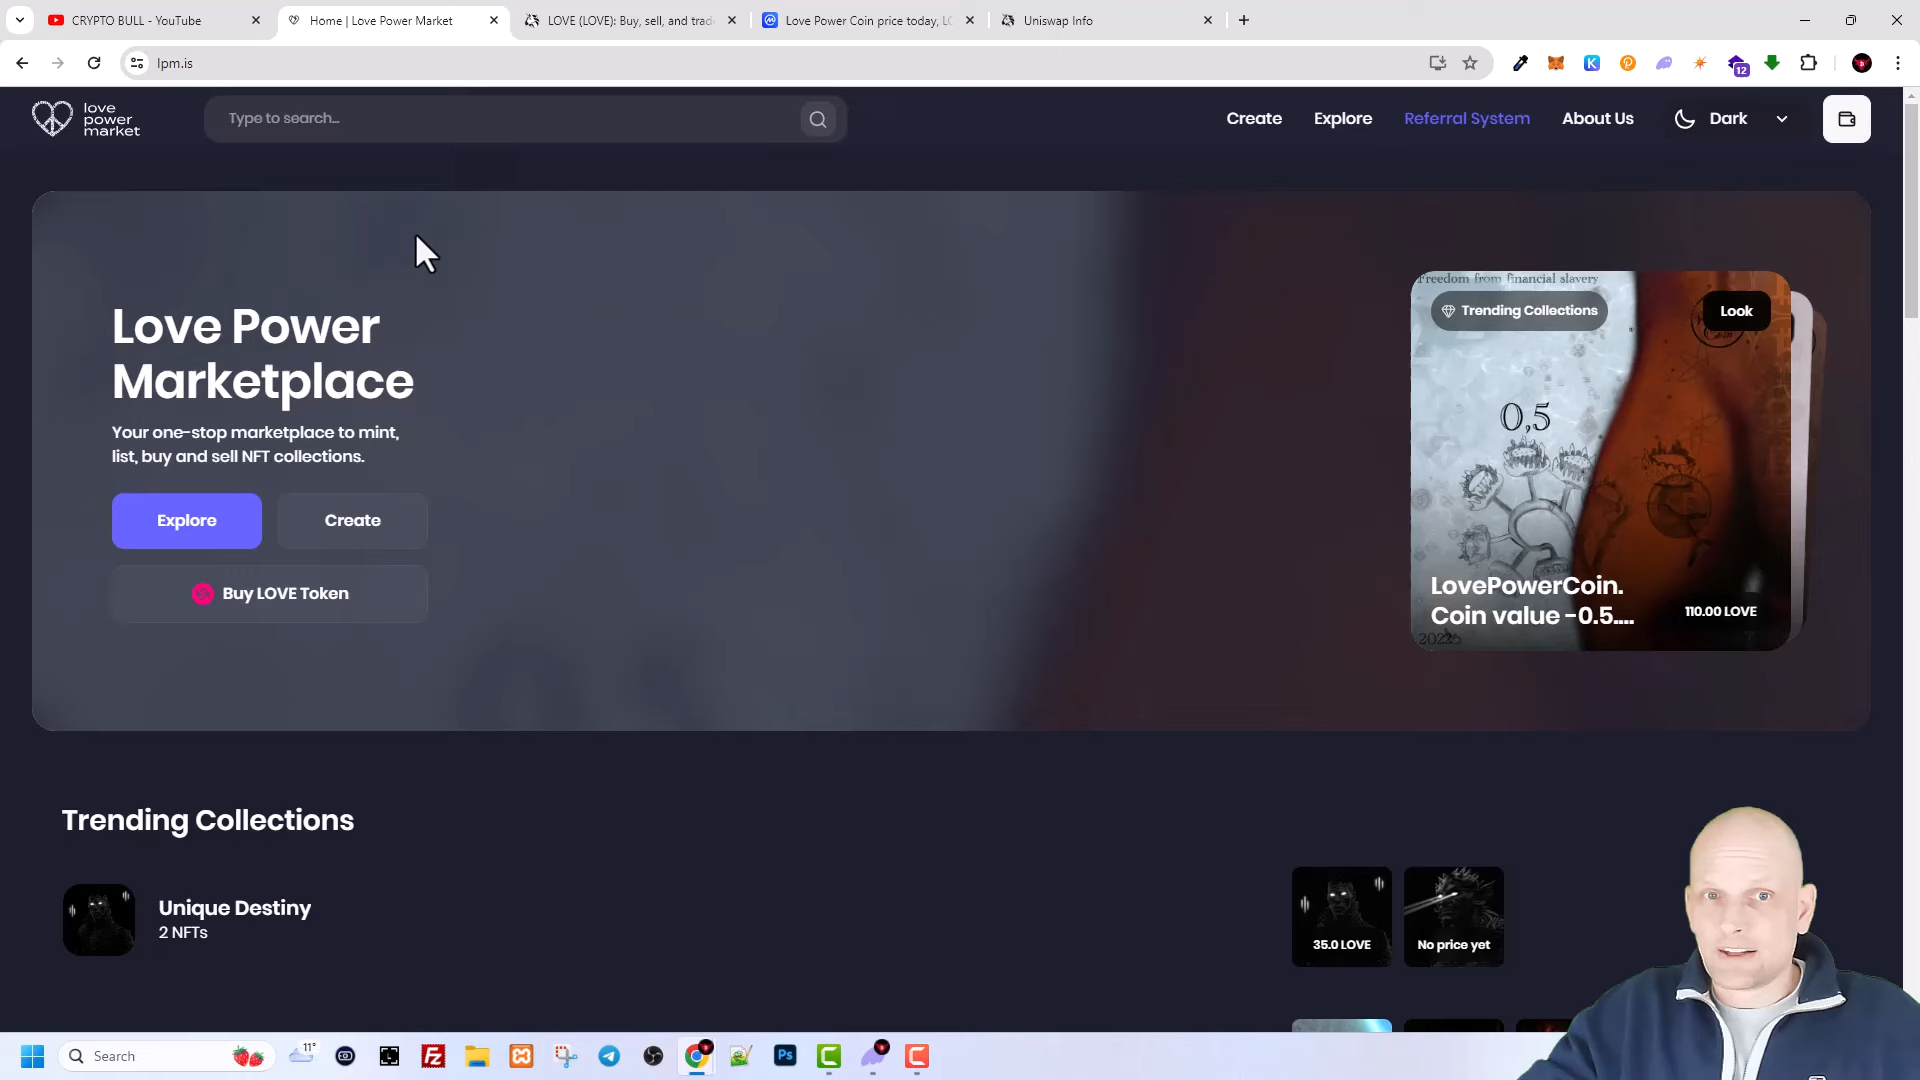 CRYPTO BULL - YouTube
Home | Love Power Market
LOVE (LOVE): Buy, sell, and trad
Love Power Coin price today, LO
Uniswap Info
lpm.is
12
love
power
market
Type to search...
Create
Explore
Referral System
About Us
Dark
Love Power
Marketplace
Your one-stop marketplace to mint,
list, buy and sell NFT collections.
Explore
Create
Buy LOVE Token
Freedom from financial slavery
Trending Collections
Look
0,5
LovePowerCoin.
Coin value -0.5....
110.00 LOVE
Trending Collections
Unique Destiny
2 NFTs
35.0 LOVE
No price yet
Search
11°